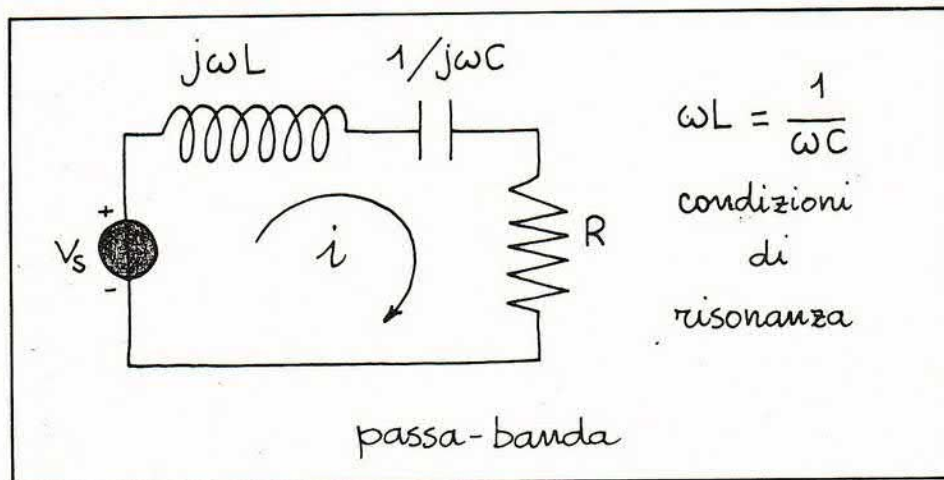 jωL
1/jωC
+
Vs
-
i
R
ωL = 1/ωC
condizioni
di
risonanza
passa-banda